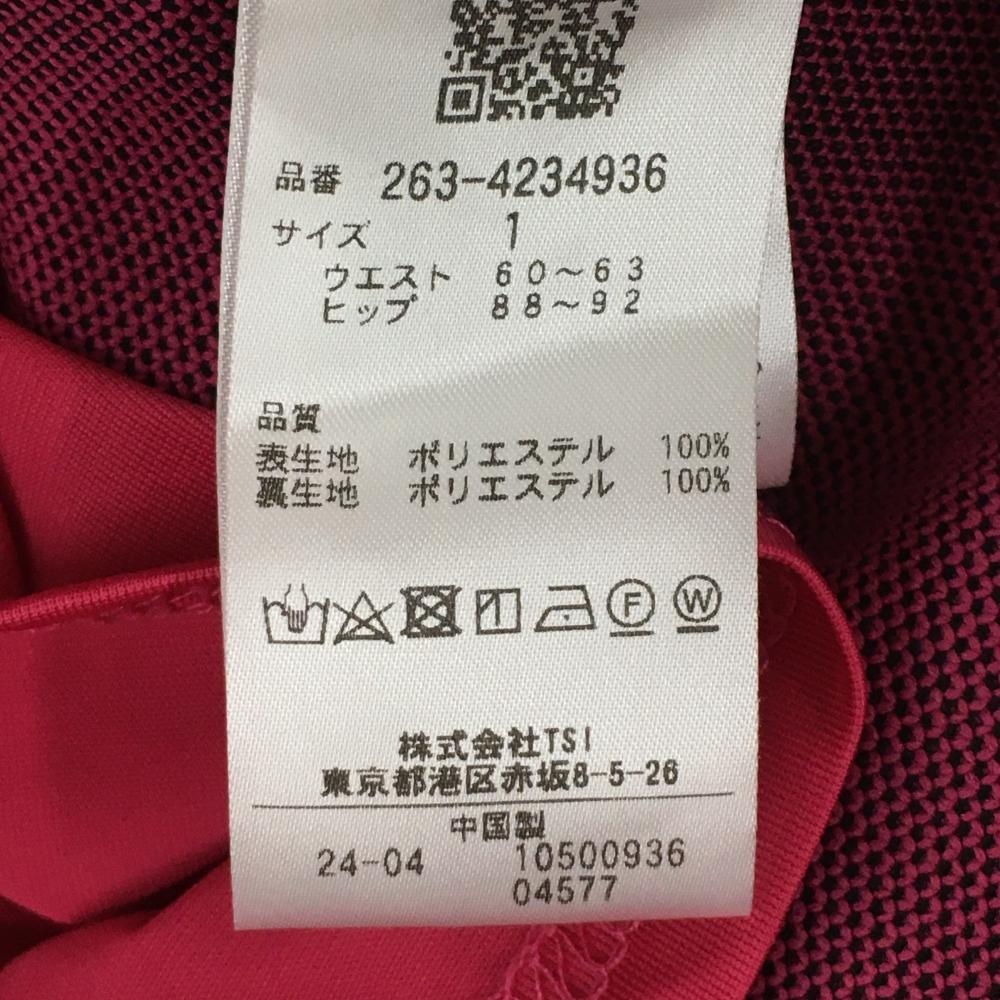 品番 263-4234936
サイズ 1
ウエスト 60～63
ヒップ 88～92
品質
表生地 ポリエステル 100%
裏生地 ポリエステル 100%
F W
株式会社TSI
東京都港区赤坂8-5-26
中国製
24-04 10500936
04577